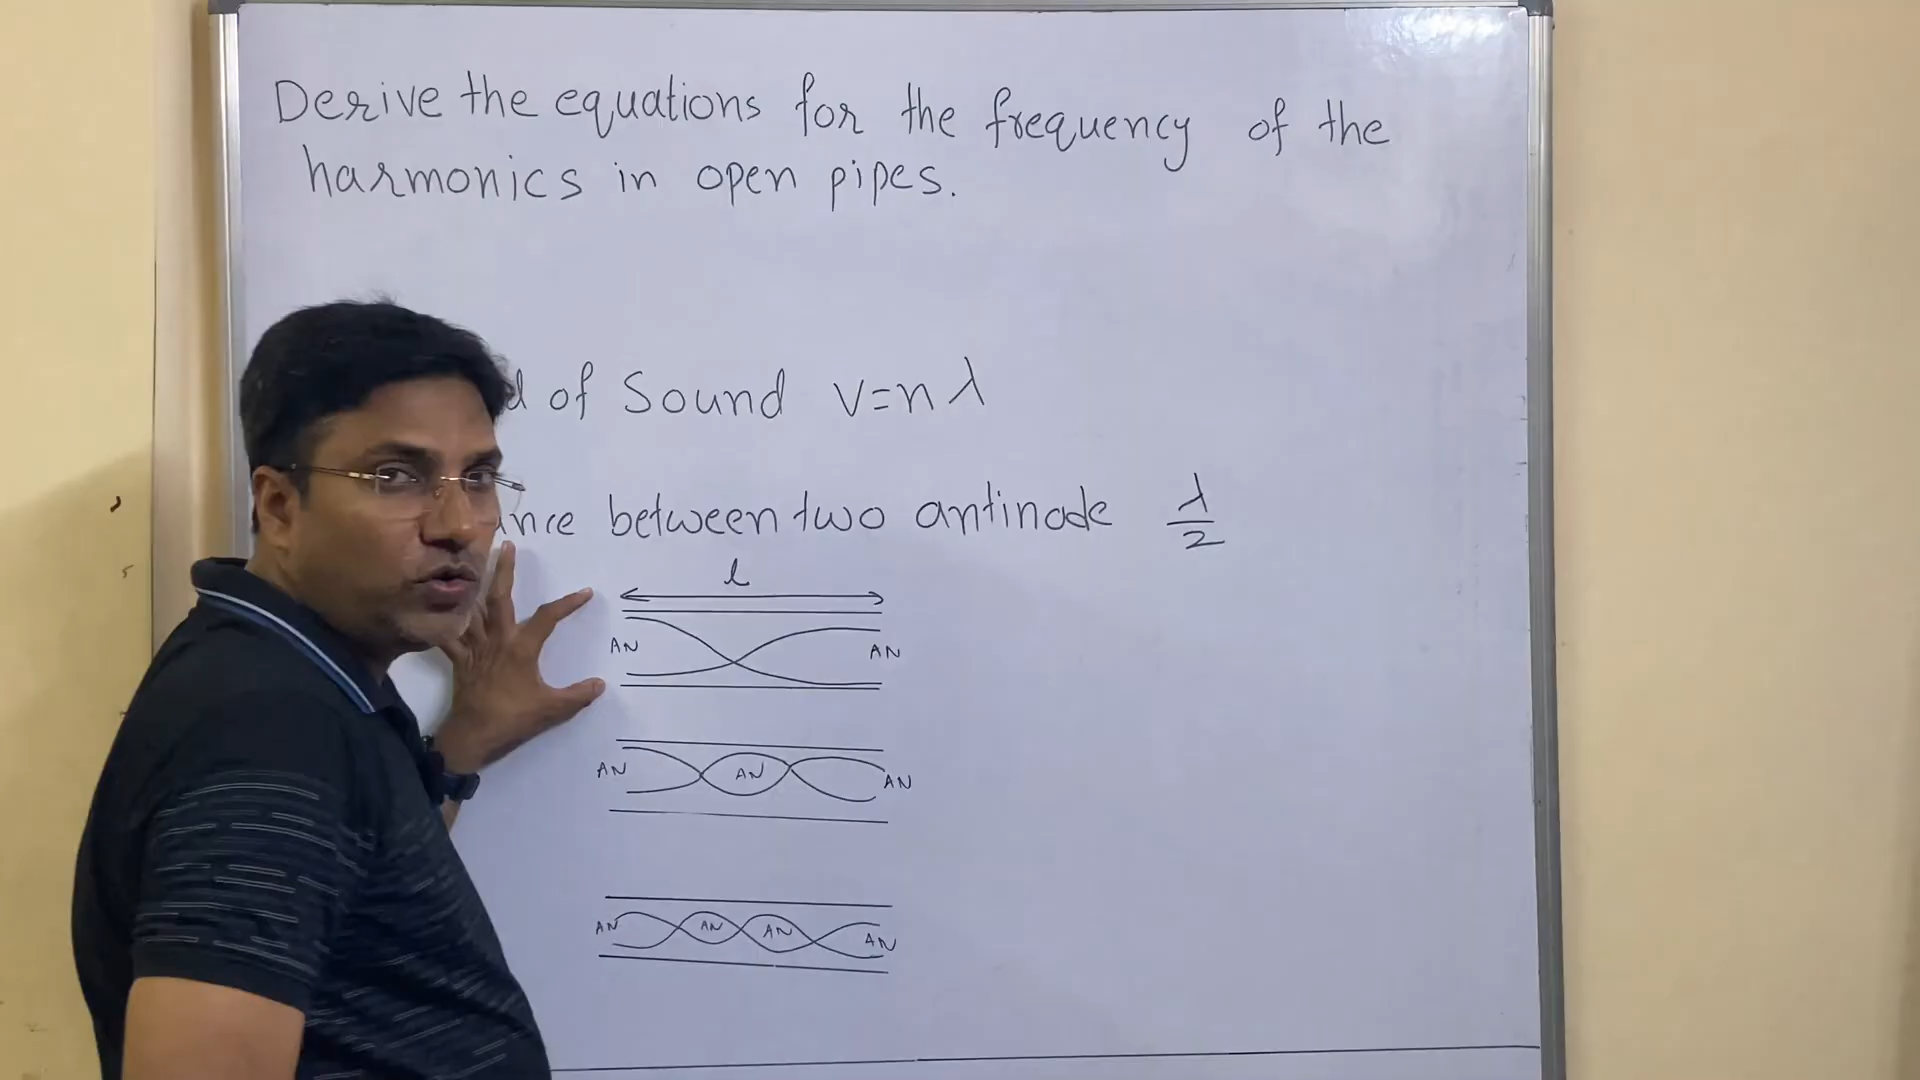 Derive the equations for the frequency of the
harmonics in open pipes.
of Sound V=nλ
between two antinode λ/2
l
AN AN
AN AN AN
AN AN AN AN